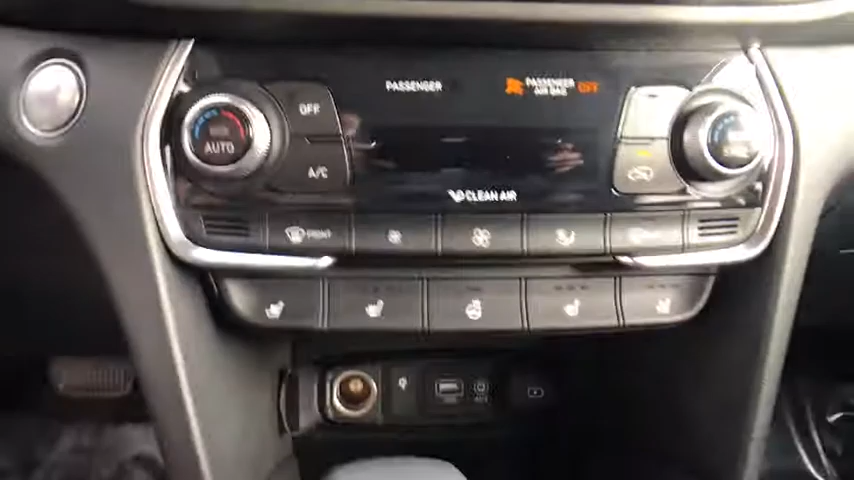 PASSENGER
PASSENGER
AIR BAG
OFF
OFF
AUTO
A/C
CLEAN AIR
FRONT